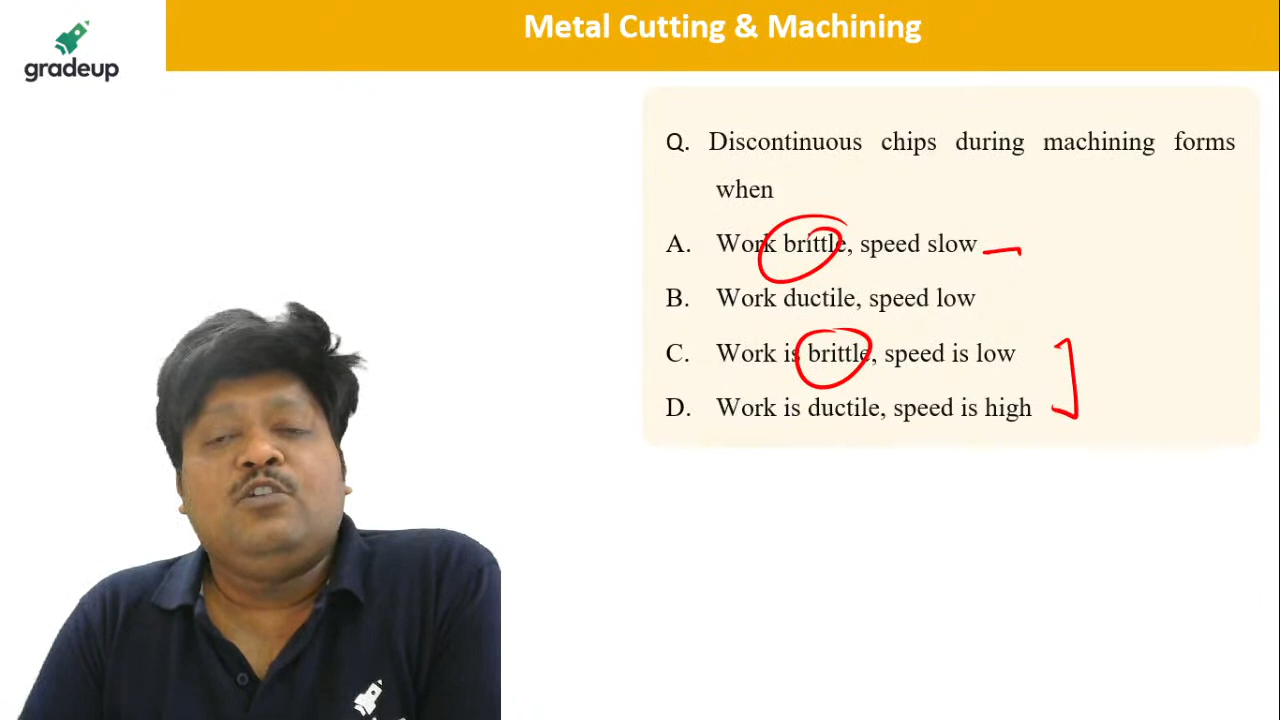 Metal Cutting & Machining
gradeup
Q. Discontinuous chips during machining forms
when
A. Work brittle, speed slow
B. Work ductile, speed low
C. Work is brittle, speed is low
D. Work is ductile, speed is high